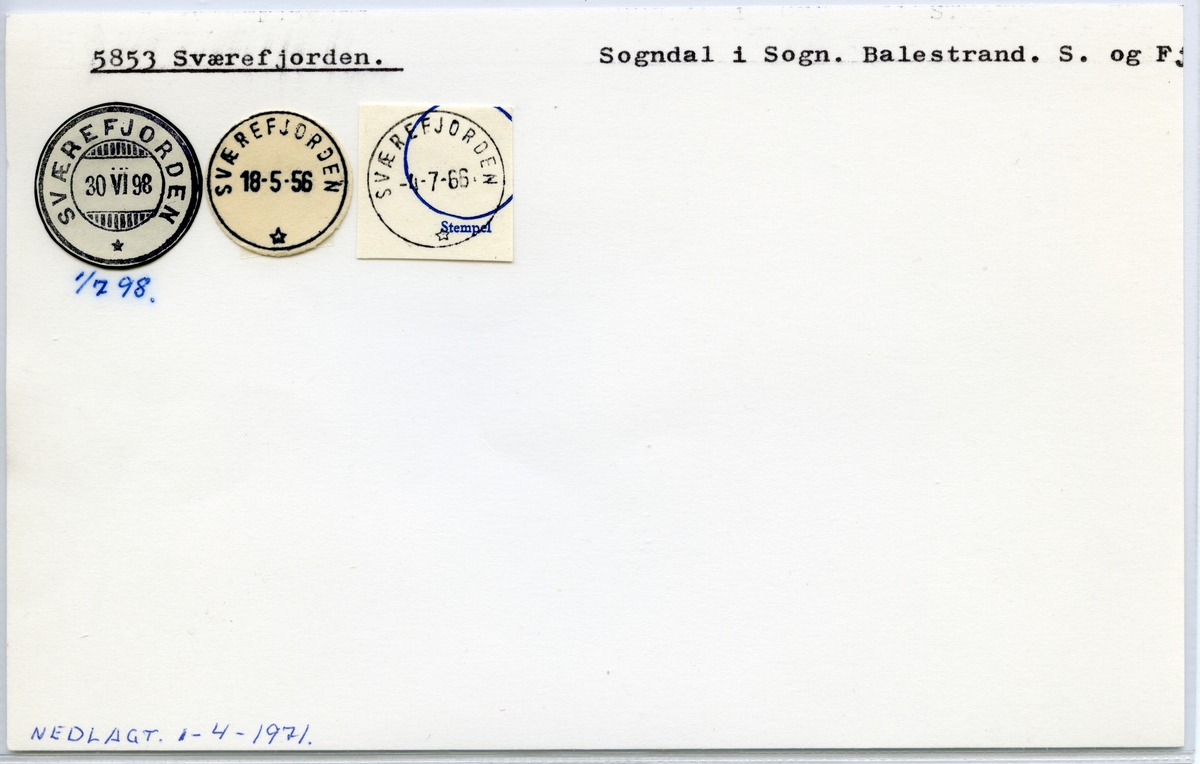 5853 Sværefjorden. Sogndal i Sogn. Balestrand. S. og Fj
SVÆREFJORDEN
30 VI 98
SVÆREFJORDEN
18-5-56
SVÆREFJORDEN
-7-66
Stempel
1/7 98.
NEDLAGT. 1-4-1971.